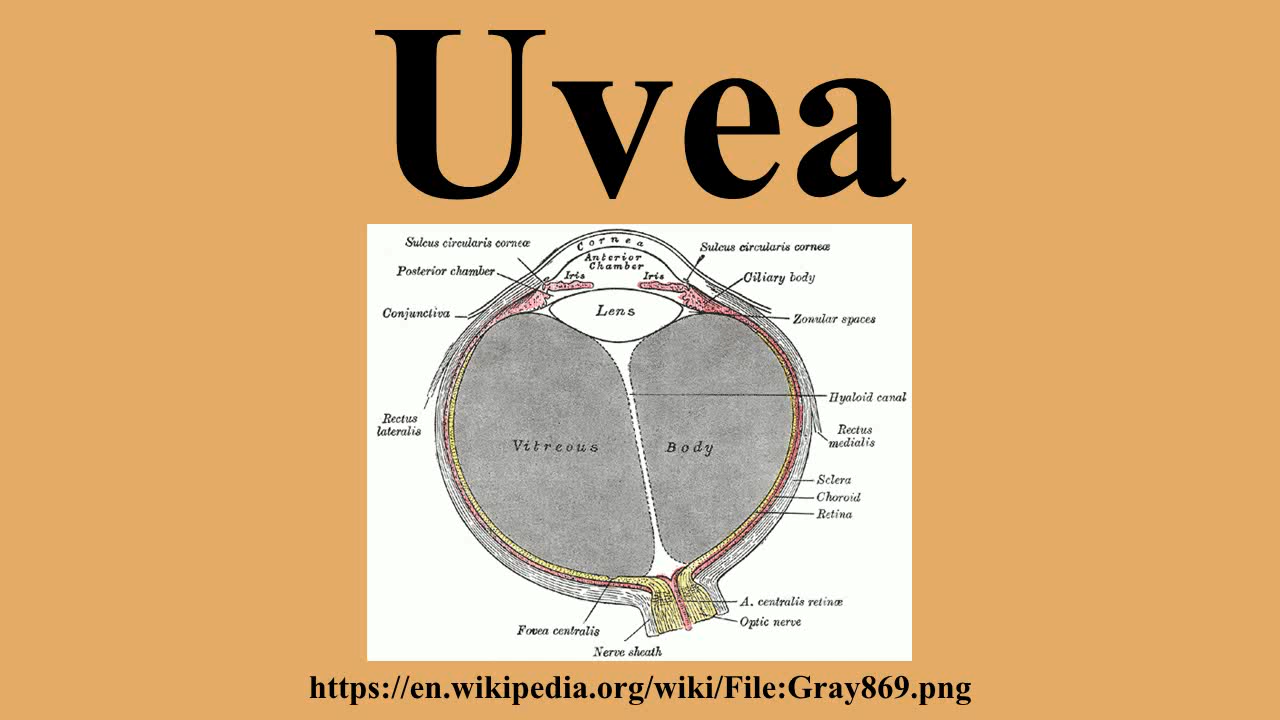 Uvea
Sulcus circularis corneæ
Cornea
Sulcus circularis corneæ
Posterior chamber
Anterior
Chamber
Iris
Iris
Ciliary body
Conjunctiva
Lens
Zonular spaces
Hyaloid canal
Rectus
lateralis
Rectus
medialis
Vitreous
Body
Sclera
Choroid
Retina
A. centralis retinæ
Optic nerve
Fovea centralis
Nerve sheath
https://en.wikipedia.org/wiki/File:Gray869.png